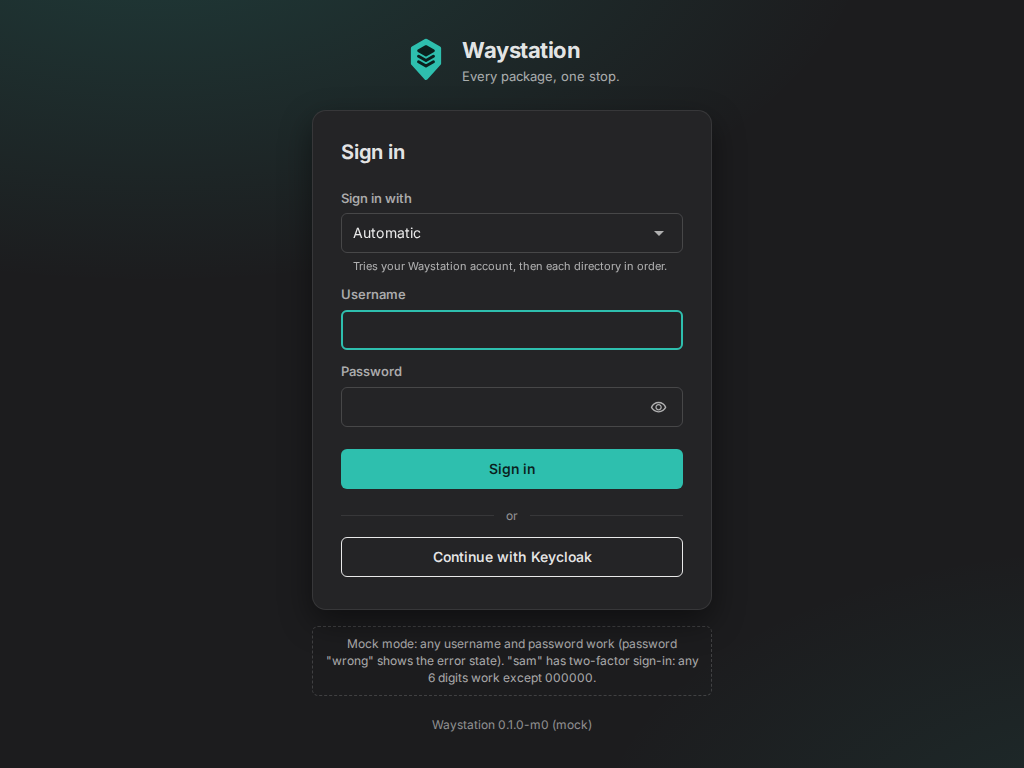 Waystation
Every package, one stop.
Sign in
Sign in with
Automatic
Tries your Waystation account, then each directory in order.
Username
Password
Sign in
or
Continue with Keycloak
Mock mode: any username and password work (password
"wrong" shows the error state). "sam" has two-factor sign-in: any
6 digits work except 000000.
Waystation 0.1.0-m0 (mock)